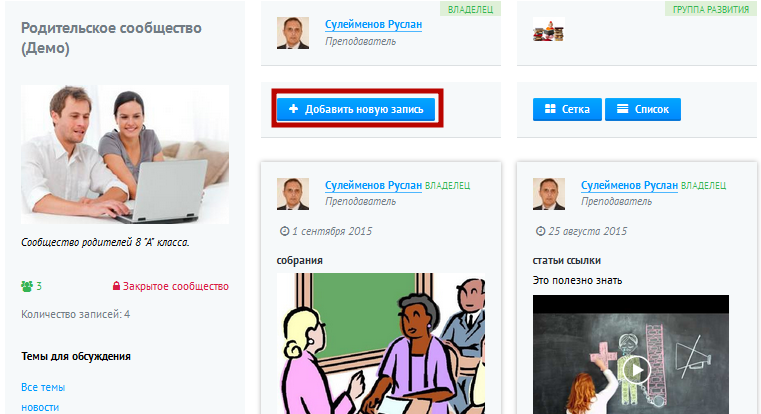 Родительское сообщество
(Демо)
Сообщество родителей 8 "А" класса.
3
Закрытое сообщество
Количество записей: 4
Темы для обсуждения
Все темы
новости
ВЛАДЕЛЕЦ
Сулейменов Руслан
Преподаватель
ГРУППА РАЗВИТИЯ
Добавить новую запись
Сетка
Список
Сулейменов Руслан ВЛАДЕЛЕЦ
Преподаватель
1 сентября 2015
собрания
Сулейменов Руслан ВЛАДЕЛЕЦ
Преподаватель
25 августа 2015
статьи ссылки
Это полезно знать